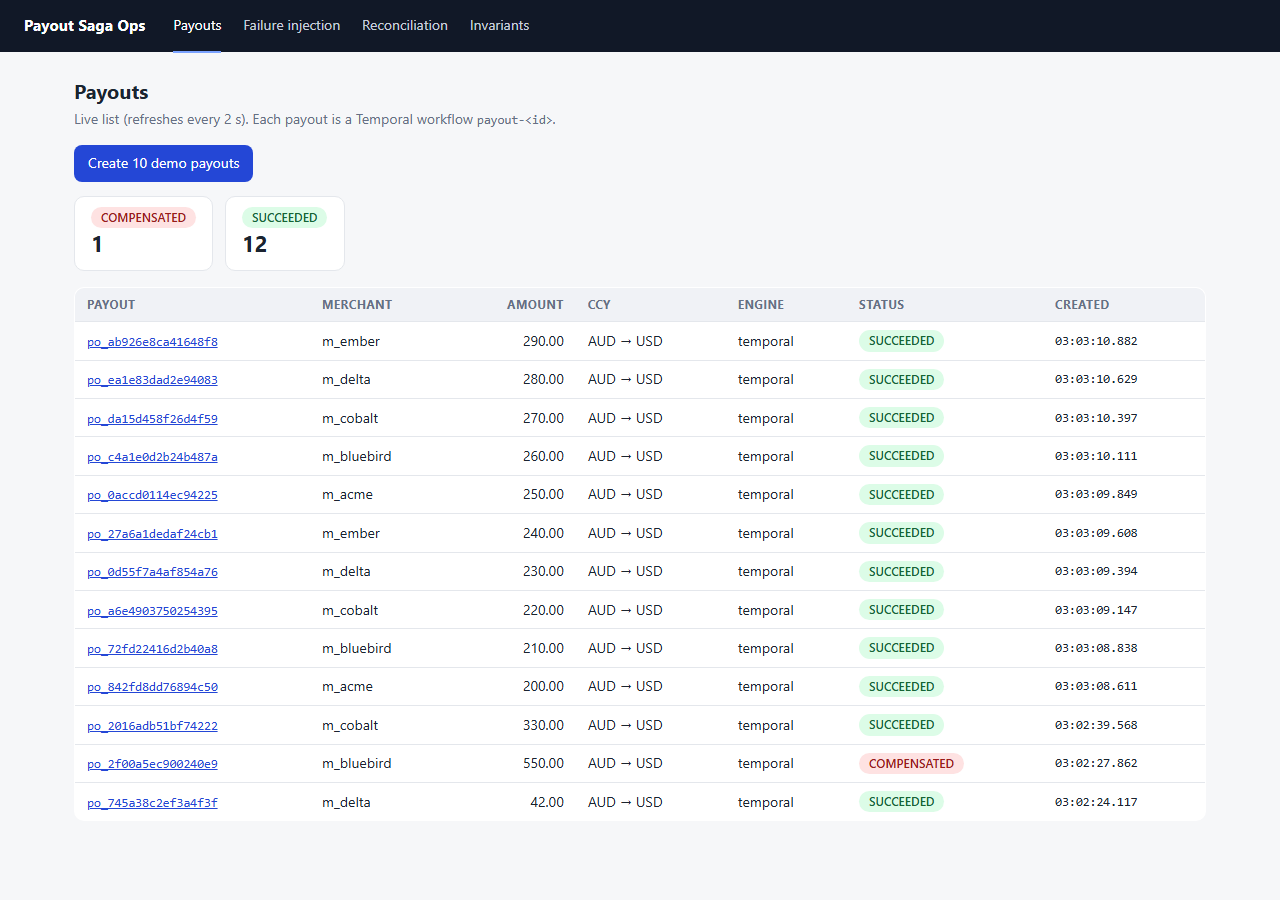 Payout Saga Ops Payouts Failure injection Reconciliation Invariants
Payouts
Live list (refreshes every 2 s). Each payout is a Temporal workflow payout-<id>.
Create 10 demo payouts
COMPENSATED SUCCEEDED
1 12
PAYOUT MERCHANT AMOUNT CCY ENGINE STATUS CREATED
po_ab926e8ca41648f8 m_ember 290.00 AUD → USD temporal SUCCEEDED 03:03:10.882
po_ea1e83dad2e94083 m_delta 280.00 AUD → USD temporal SUCCEEDED 03:03:10.629
po_da15d458f26d4f59 m_cobalt 270.00 AUD → USD temporal SUCCEEDED 03:03:10.397
po_c4a1e0d2b24b487a m_bluebird 260.00 AUD → USD temporal SUCCEEDED 03:03:10.111
po_0accd0114ec94225 m_acme 250.00 AUD → USD temporal SUCCEEDED 03:03:09.849
po_27a6a1dedaf24cb1 m_ember 240.00 AUD → USD temporal SUCCEEDED 03:03:09.608
po_0d55f7a4af854a76 m_delta 230.00 AUD → USD temporal SUCCEEDED 03:03:09.394
po_a6e4903750254395 m_cobalt 220.00 AUD → USD temporal SUCCEEDED 03:03:09.147
po_72fd22416d2b40a8 m_bluebird 210.00 AUD → USD temporal SUCCEEDED 03:03:08.838
po_842fd8dd76894c50 m_acme 200.00 AUD → USD temporal SUCCEEDED 03:03:08.611
po_2016adb51bf74222 m_cobalt 330.00 AUD → USD temporal SUCCEEDED 03:02:39.568
po_2f00a5ec900240e9 m_bluebird 550.00 AUD → USD temporal COMPENSATED 03:02:27.862
po_745a38c2ef3a4f3f m_delta 42.00 AUD → USD temporal SUCCEEDED 03:02:24.117